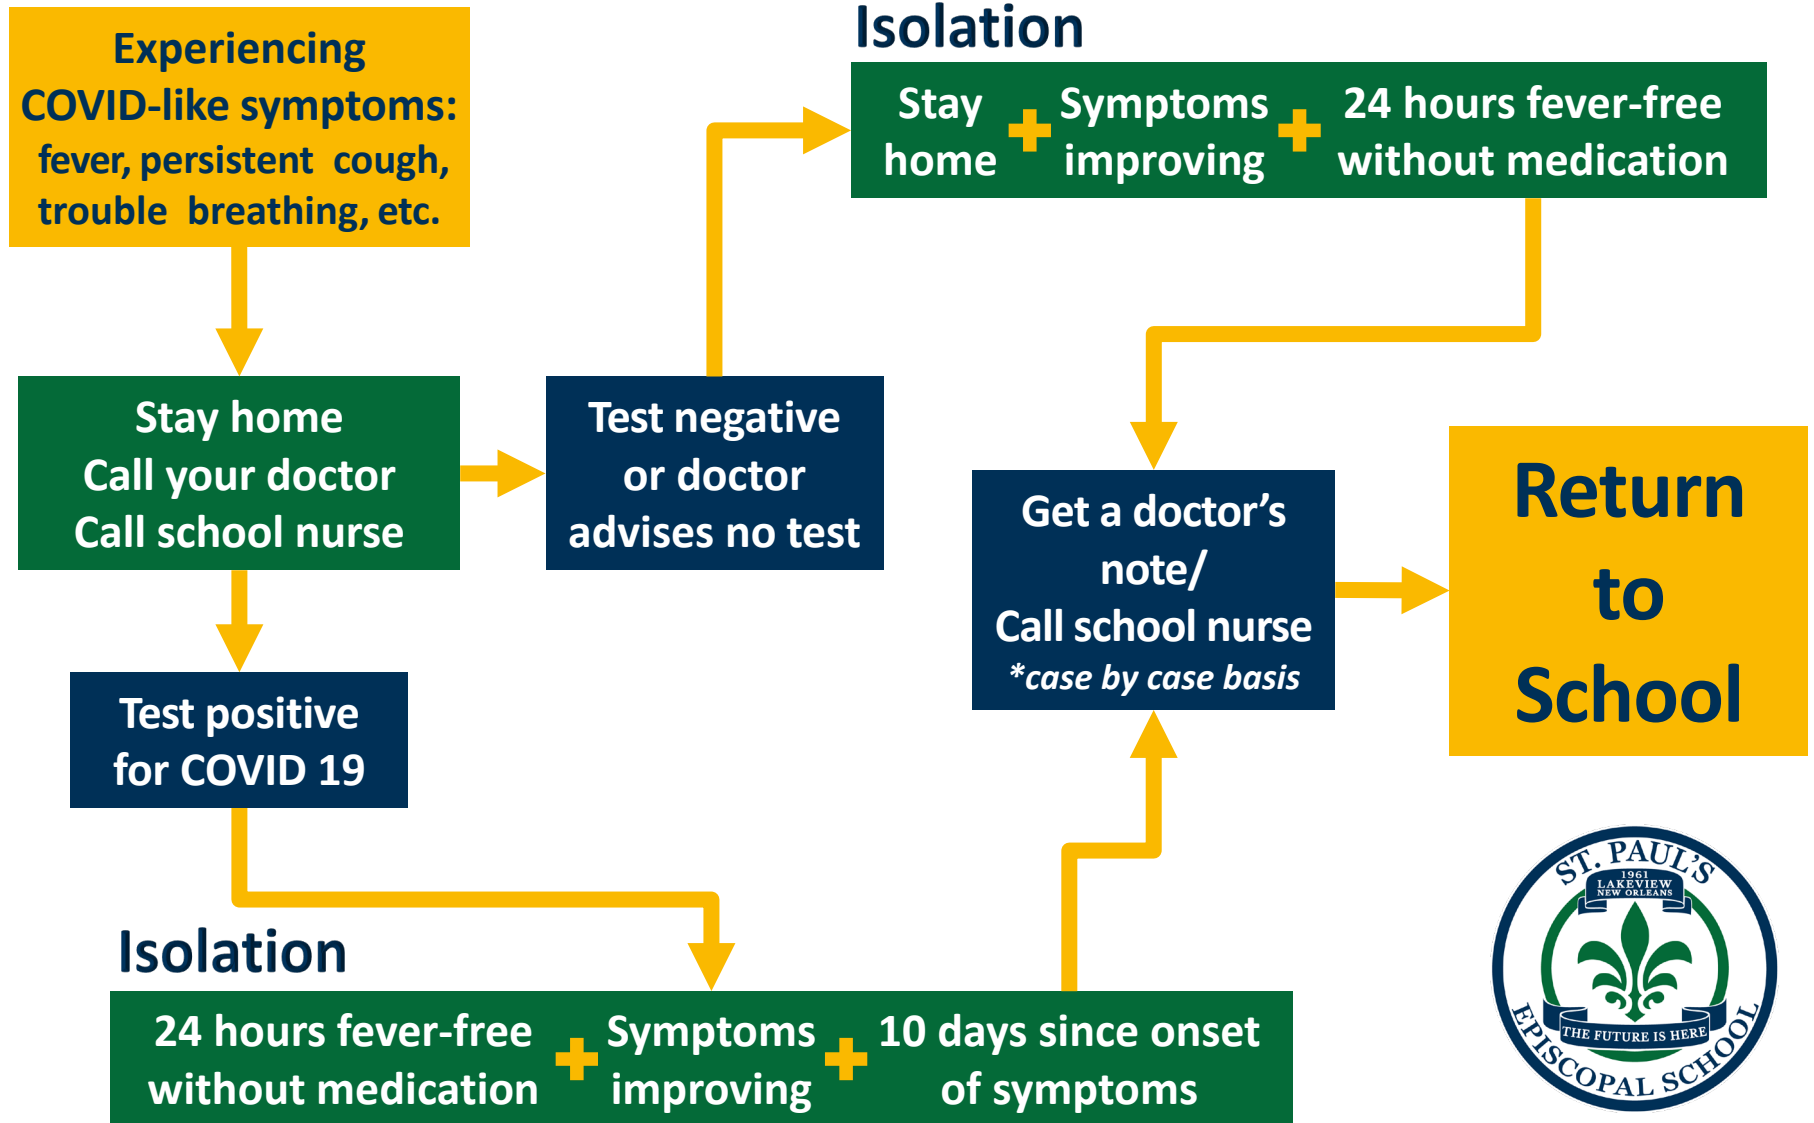 Experiencing
COVID-like symptoms:
fever, persistent cough,
trouble breathing, etc.
Stay home
Call your doctor
Call school nurse
Test negative
or doctor
advises no test
Test positive
for COVID 19
Isolation
Stay home
+
Symptoms improving
+
24 hours fever-free
without medication
Isolation
24 hours fever-free
without medication
+
Symptoms improving
+
10 days since onset
of symptoms
Get a doctor’s
note/
Call school nurse
*case by case basis
Return
to
School
ST. PAUL'S
1961
LAKEVIEW
NEW ORLEANS
THE FUTURE IS HERE
EPISCOPAL SCHOOL